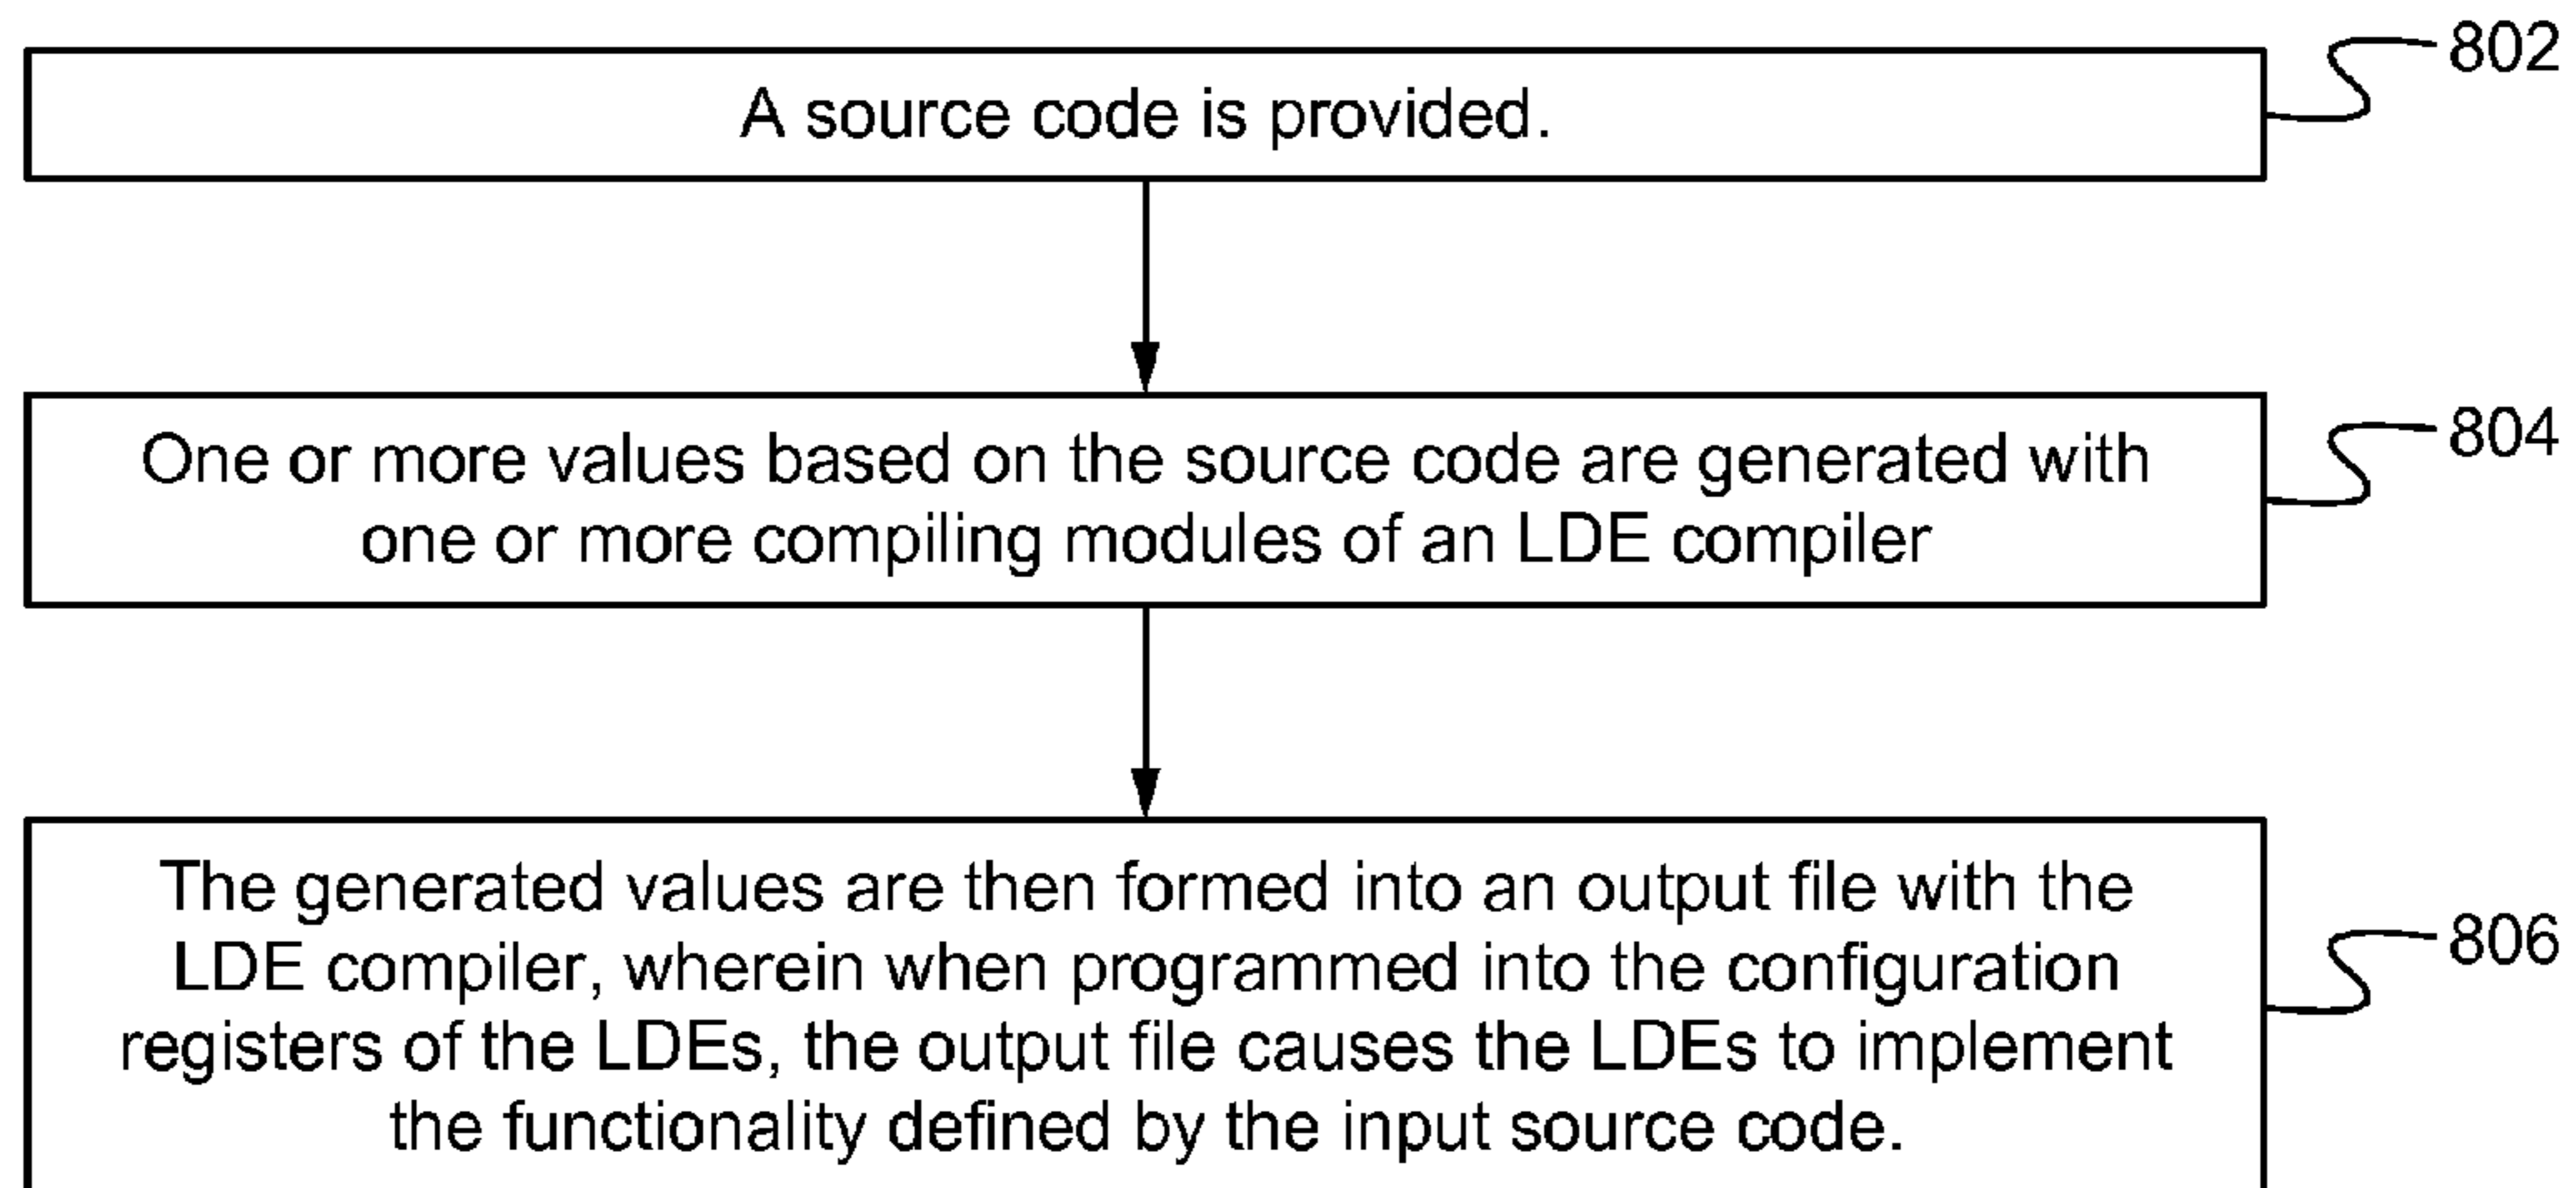 802
A source code is provided.
804
One or more values based on the source code are generated with
one or more compiling modules of an LDE compiler
The generated values are then formed into an output file with the
LDE compiler, wherein when programmed into the configuration
806
registers of the LDEs, the output file causes the LDEs to implement
the functionality defined by the input source code.